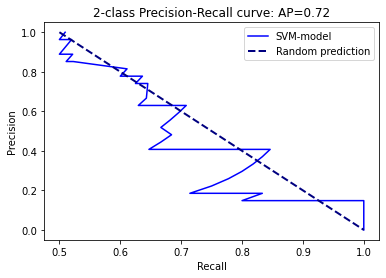 2-class Precision-Recall curve: AP=0.72
SVM-model
Random prediction
1.0
0.8
0.6
0.4
0.2
0.0
Precision
0.5 0.6 0.7 0.8 0.9 1.0
Recall